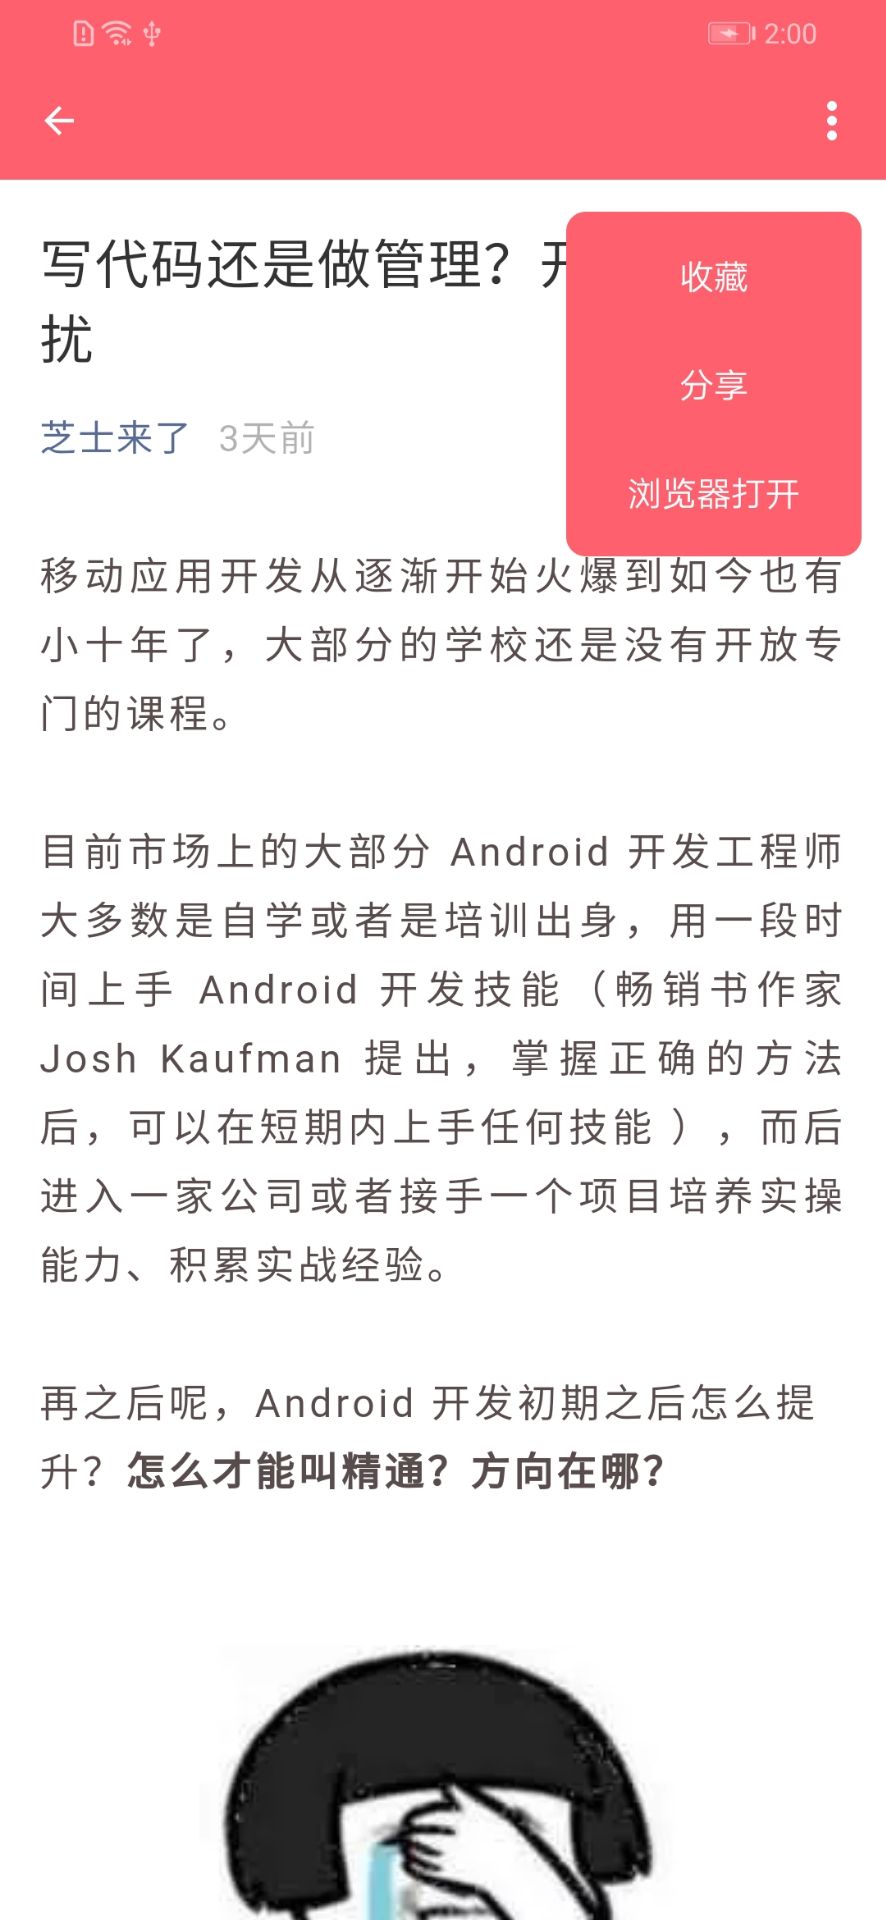 2:00
写代码还是做管理？
扰
芝士来了 3天前
收藏
分享
浏览器打开
移动应用开发从逐渐开始火爆到如今也有
小十年了，大部分的学校还是没有开放专
门的课程。
目前市场上的大部分 Android 开发工程师
大多数是自学或者是培训出身，用一段时
间上手 Android 开发技能（畅销书作家
Josh Kaufman 提出，掌握正确的方法
后，可以在短期内上手任何技能 ），而后
进入一家公司或者接手一个项目培养实操
能力、积累实战经验。
再之后呢，Android 开发初期之后怎么提
升？怎么才能叫精通？方向在哪？